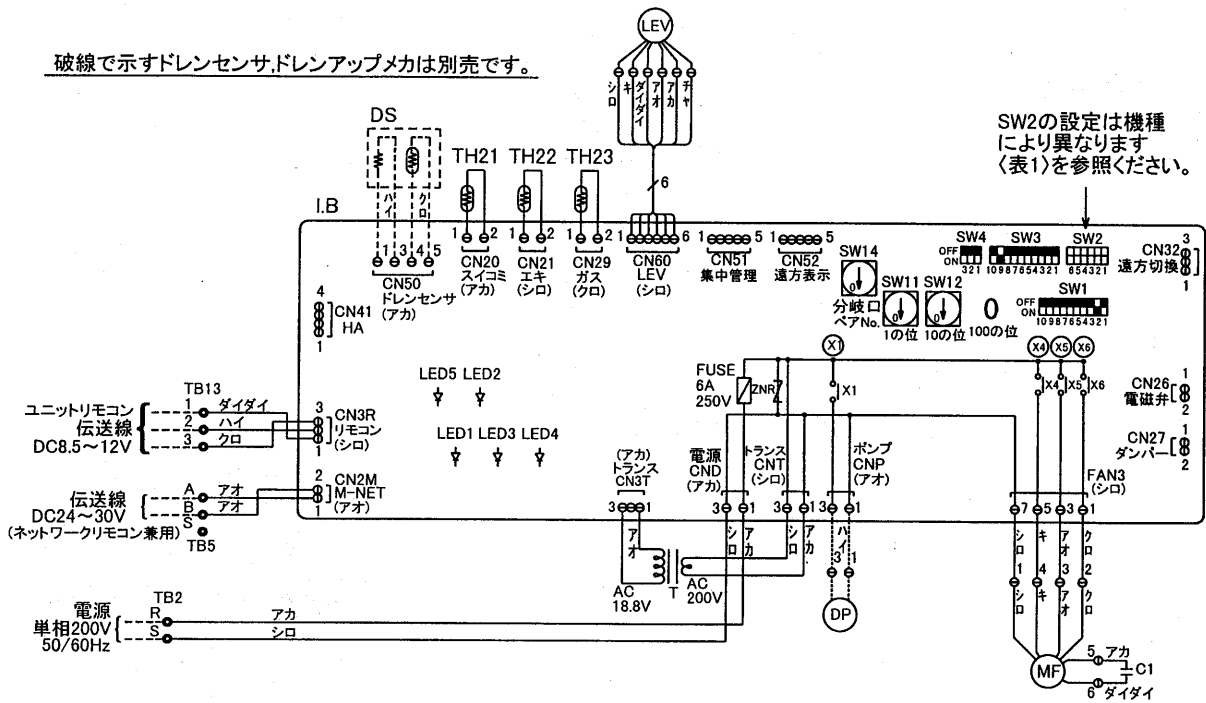 破線で示すドレンセンサ,ドレンアップメカは別売です。
LEV
シロ
キ
ダイダイ
アオ
アカ
チャ
6
SW2の設定は機種
により異なります
〈表1〉を参照ください。
DS
ハイ
クロ
TH21
TH22
TH23
I.B
1 3 4 5
CN50
ドレンセンサ
(アカ)
1 2
CN20
スイコミ
(アカ)
1 2
CN21
エキ
(シロ)
1 2
CN29
ガス
(クロ)
1 6
CN60
LEV
(シロ)
1 5
CN51
集中管理
1 5
CN52
遠方表示
SW14
0
分岐口
ペアNo.
SW11
0
1の位
SW12
0
10の位
0
100の位
SW4
OFF
ON
321
SW3
10987654321
SW2
654321
SW1
OFF
ON
10987654321
3
CN32
遠方切換
1
4
CN41
HA
1
LED5 LED2
LED1 LED3 LED4
FUSE
6A
250V
ZNR
X1
X1
X4 X5 X6
X4 X5 X6
1
CN26
電磁弁
2
1
CN27
ダンパー
2
TB13
ユニットリモコン
伝送線
DC8.5～12V
1 ダイダイ
2 ハイ
3 クロ
3
CN3R
リモコン
(シロ)
1
伝送線
DC24～30V
(ネットワークリモコン兼用)
A アオ
B アオ
S
TB5
2
CN2M
M-NET
(アオ)
1
(アカ)
トランス
CN3T
3 1
電源
CND
(アカ)
3 1
トランス
CNT
(シロ)
3 1
ポンプ
CNP
(アオ)
3 1
FAN3
(シロ)
7 5 3 1
アオ
シロ
アカ
シロ
アカ
ハイ
3 1
DP
AC
18.8V
T
AC
200V
シロ
キ
アオ
クロ
1 4 3 2
シロ
キ
アオ
クロ
MF
5 アカ
C1
6 ダイダイ
TB2
電源
単相200V
50/60Hz
R アカ
S シロ